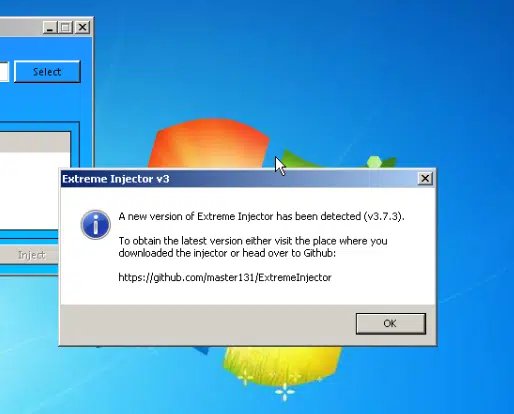 Select
Extreme Injector v3
A new version of Extreme Injector has been detected (v3.7.3).
To obtain the latest version either visit the place where you
downloaded the injector or head over to Github:
https://github.com/master131/ExtremeInjector
Inject
OK